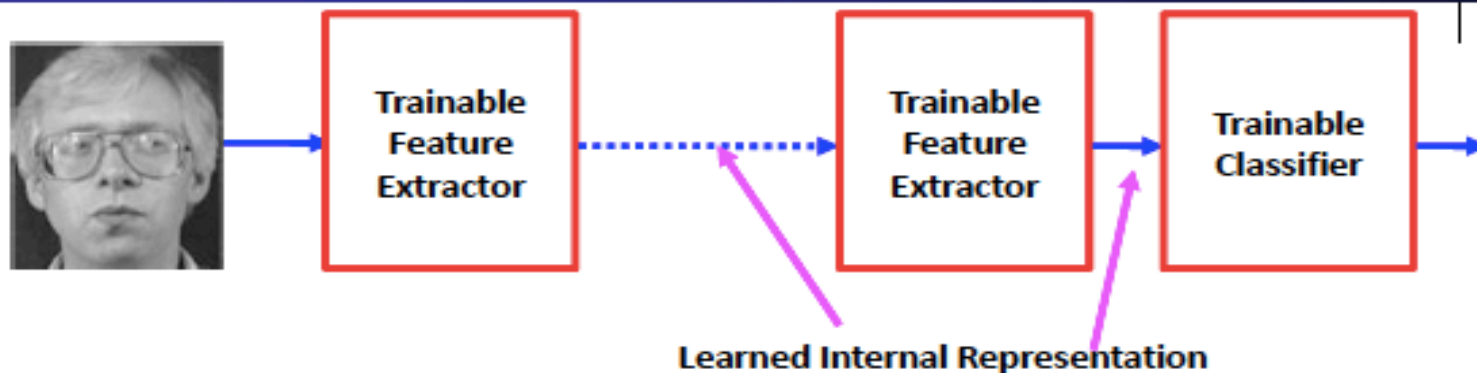 Trainable
Feature
Extractor
Trainable
Feature
Extractor
Trainable
Classifier
Learned Internal Representation